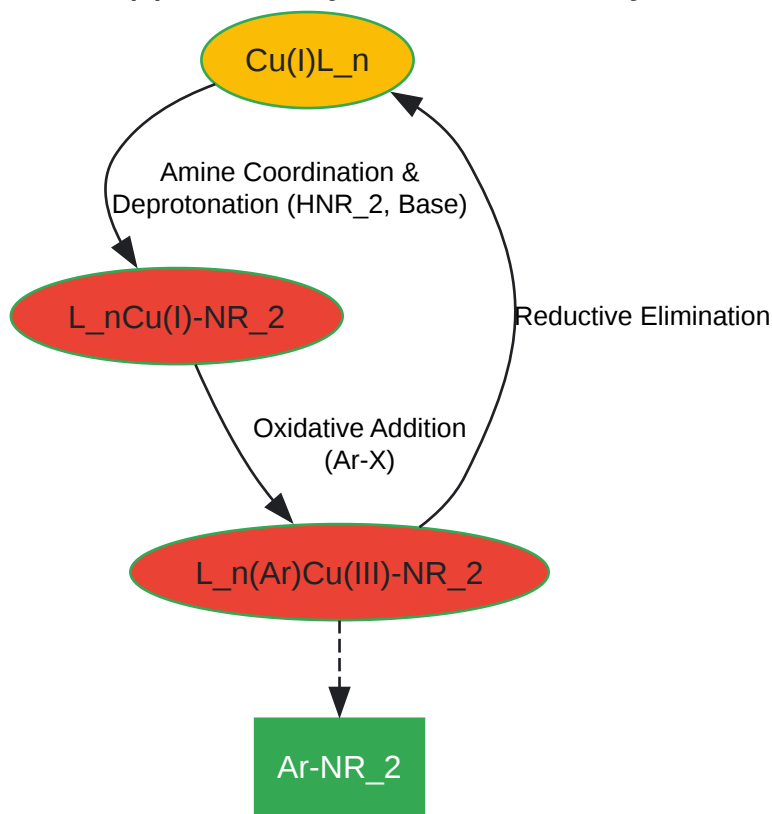 Cu(I)L_n
Amine Coordination &
Deprotonation (HNR_2, Base)
L_nCu(I)-NR_2
Reductive Elimination
Oxidative Addition
(Ar-X)
L_n(Ar)Cu(III)-NR_2
Ar-NR_2